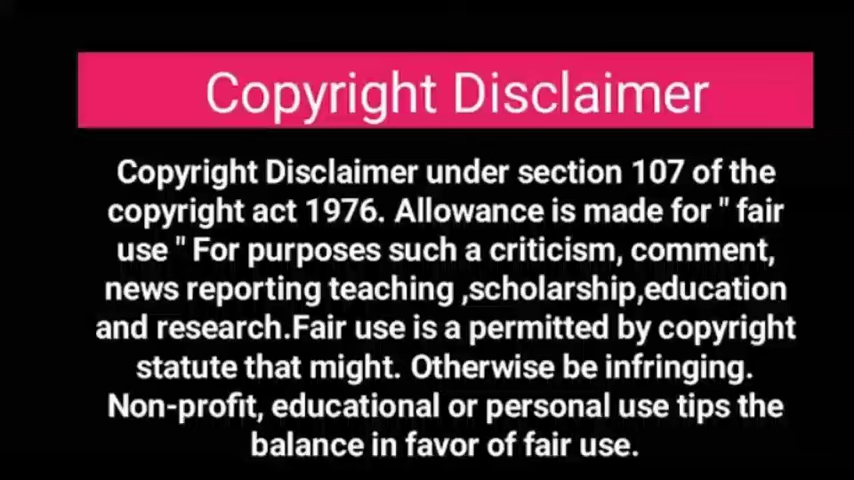 Copyright Disclaimer
Copyright Disclaimer under section 107 of the
copyright act 1976. Allowance is made for " fair
use " For purposes such a criticism, comment,
news reporting teaching ,scholarship,education
and research.Fair use is a permitted by copyright
statute that might. Otherwise be infringing.
Non-profit, educational or personal use tips the
balance in favor of fair use.